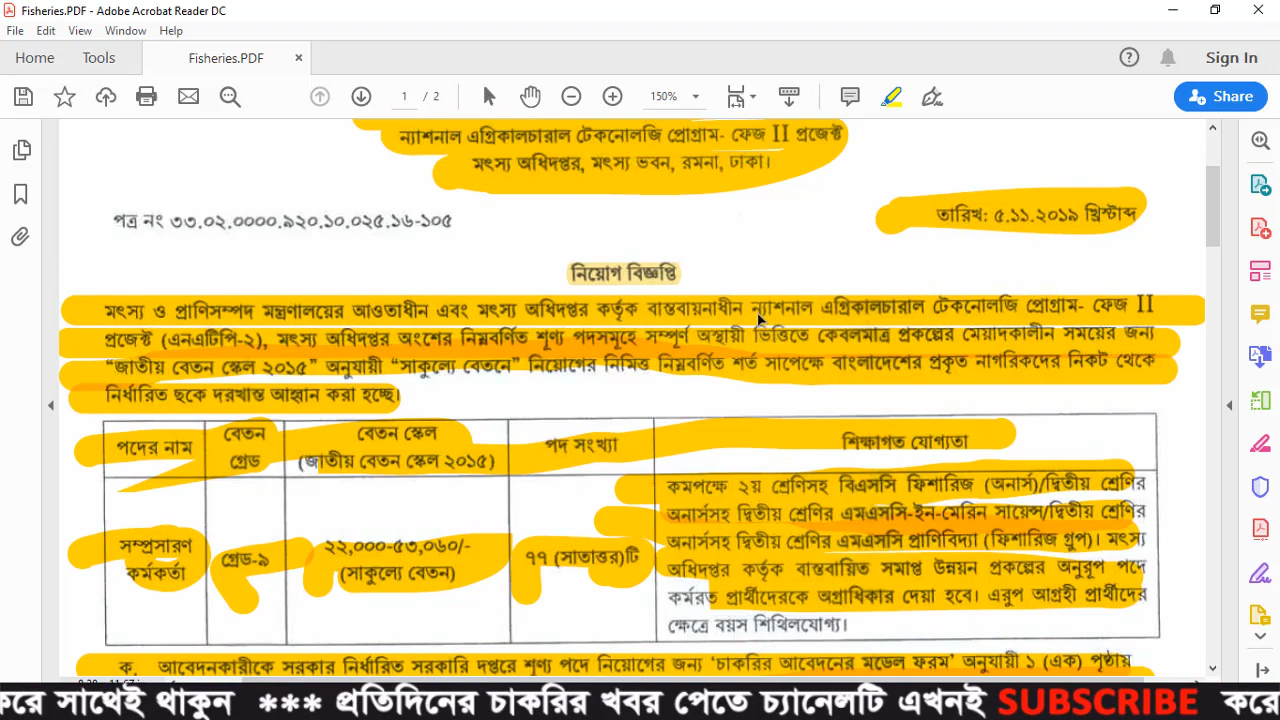 Fisheries.PDF - Adobe Acrobat Reader DC
File Edit View Window Help
Home Tools Fisheries.PDF × Sign In
1 / 2 150% Share
ন্যাশনাল এগ্রিকালচারাল টেকনোলজি প্রোগ্রাম- ফেজ II প্রজেক্ট
মৎস্য অধিদপ্তর, মৎস্য ভবন, রমনা, ঢাকা।
পত্র নং ৩৩.০২.০০০০.৯২০.১০.০২৫.১৬-১০৫
তারিখ: ৫.১১.২০১৯ খ্রিস্টাব্দ
নিয়োগ বিজ্ঞপ্তি
মৎস্য ও প্রাণিসম্পদ মন্ত্রণালয়ের আওতাধীন এবং মৎস্য অধিদপ্তর কর্তৃক বাস্তবায়নাধীন ন্যাশনাল এগ্রিকালচারাল টেকনোলজি প্রোগ্রাম- ফেজ II
প্রজেক্ট (এনএটিপি-২), মৎস্য অধিদপ্তর অংশের নিম্নবর্ণিত শূণ্য পদসমূহে সম্পূর্ণ অস্থায়ী ভিত্তিতে কেবলমাত্র প্রকল্পের মেয়াদকালীন সময়ের জন্য
“জাতীয় বেতন স্কেল ২০১৫” অনুযায়ী “সাকুল্যে বেতনে” নিয়োগের নিমিত্ত নিম্নবর্ণিত শর্ত সাপেক্ষে বাংলাদেশের প্রকৃত নাগরিকদের নিকট থেকে
নির্ধারিত ছকে দরখাস্ত আহ্বান করা হচ্ছে।
পদের নাম
বেতন
গ্রেড
বেতন স্কেল
(জাতীয় বেতন স্কেল ২০১৫)
পদ সংখ্যা
শিক্ষাগত যোগ্যতা
সম্প্রসারণ
কর্মকর্তা
গ্রেড-৯
২২,০০০-৫৩,০৬০/-
(সাকুল্যে বেতন)
৭৭ (সাতাত্তর)টি
কমপক্ষে ২য় শ্রেণিসহ বিএসসি ফিশারিজ (অনার্স)/দ্বিতীয় শ্রেণির
অনার্সসহ দ্বিতীয় শ্রেণির এমএসসি-ইন-মেরিন সায়েন্স/দ্বিতীয় শ্রেণির
অনার্সসহ দ্বিতীয় শ্রেণির এমএসসি প্রাণিবিদ্যা (ফিশারিজ গ্রুপ)। মৎস্য
অধিদপ্তর কর্তৃক বাস্তবায়িত সমাপ্ত উন্নয়ন প্রকল্পের অনুরূপ পদে
কর্মরত প্রার্থীদেরকে অগ্রাধিকার দেয়া হবে। এরূপ আগ্রহী প্রার্থীদের
ক্ষেত্রে বয়স শিথিলযোগ্য।
ক. আবেদনকারীকে সরকার নির্ধারিত সরকারি দপ্তরে শূণ্য পদে নিয়োগের জন্য ‘চাকরির আবেদনের মডেল ফরম’ অনুযায়ী ১ (এক) পৃষ্ঠায়
করে সাথেই থাকুন *** প্রতিদিনের চাকরির খবর পেতে চ্যানেলটি এখনই SUBSCRIBE করে